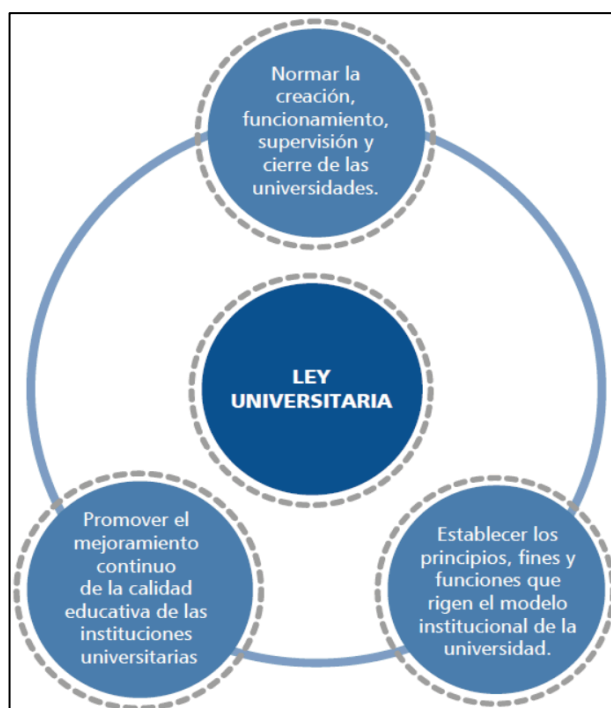 Normar la
creación,
funcionamiento,
supervisión y
cierre de las
universidades.
LEY
UNIVERSITARIA
Promover el
mejoramiento
continuo
de la calidad
educativa de las
instituciones
universitarias
Establecer los
principios, fines y
funciones que
rigen el modelo
institucional de la
universidad.